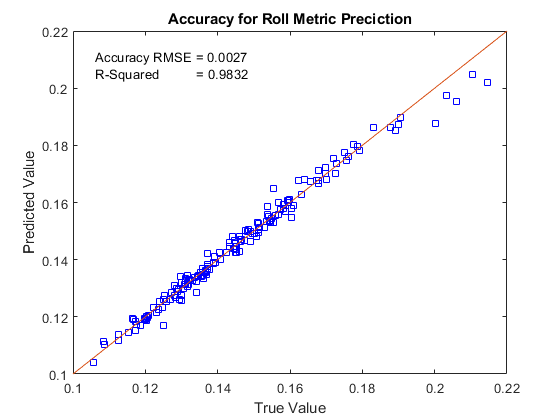 Accuracy for Roll Metric Preciction
Accuracy RMSE = 0.0027
R-Squared = 0.9832
Predicted Value
0.22
0.2
0.18
0.16
0.14
0.12
0.1
0.1 0.12 0.14 0.16 0.18 0.2 0.22
True Value